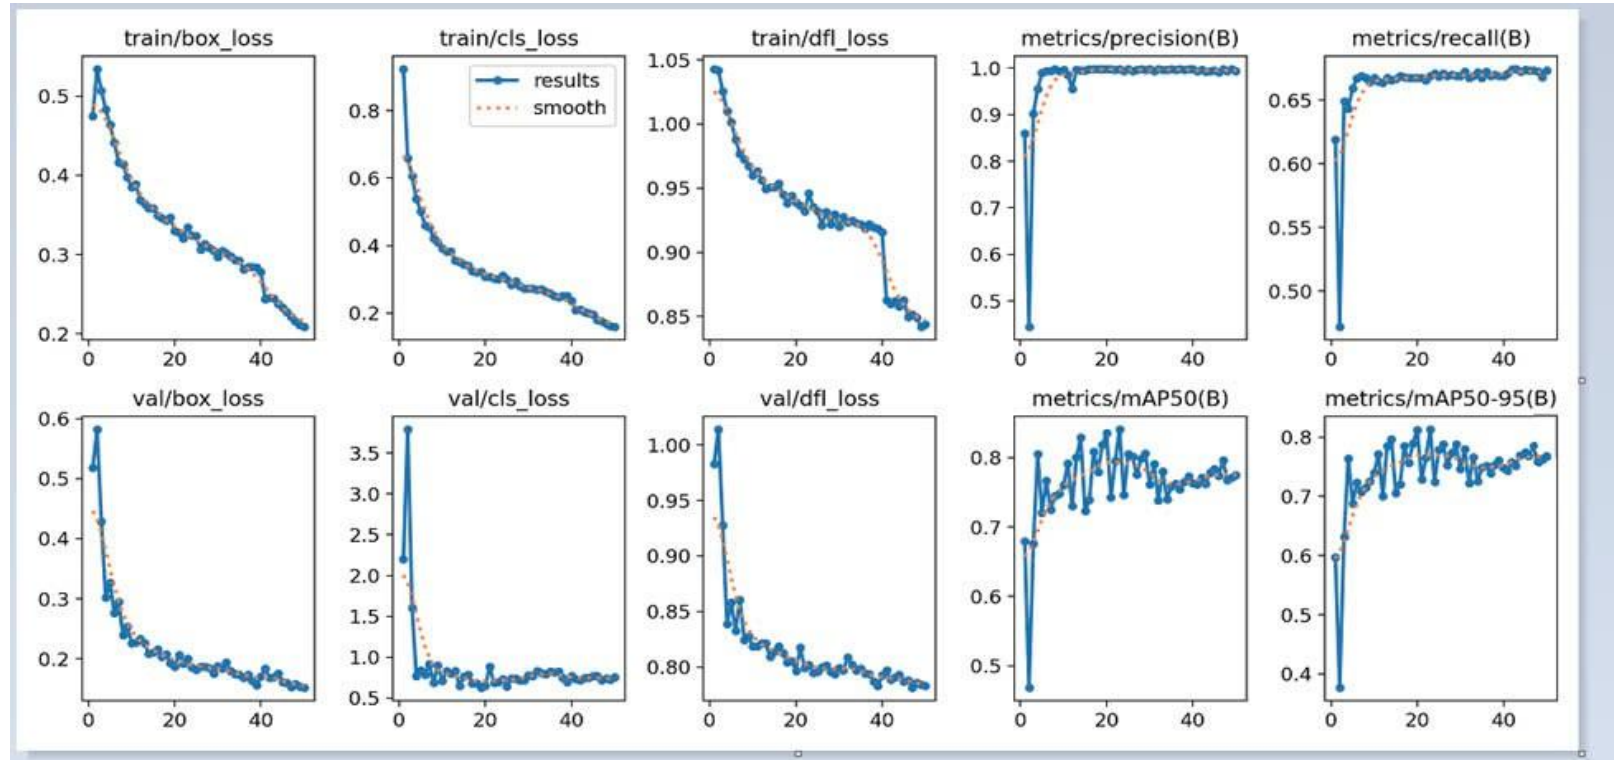 train/box_loss
train/cls_loss
train/dfl_loss
metrics/precision(B)
metrics/recall(B)
results
smooth
0.5
0.4
0.3
0.2
0 20 40
0.8
0.6
0.4
0.2
0 20 40
1.05
1.00
0.95
0.90
0.85
0 20 40
1.0
0.9
0.8
0.7
0.6
0.5
0 20 40
0.65
0.60
0.55
0.50
0 20 40
val/box_loss
val/cls_loss
val/dfl_loss
metrics/mAP50(B)
metrics/mAP50-95(B)
0.6
0.5
0.4
0.3
0.2
0 20 40
3.5
3.0
2.5
2.0
1.5
1.0
0.5
0 20 40
1.00
0.95
0.90
0.85
0.80
0 20 40
0.8
0.7
0.6
0.5
0 20 40
0.8
0.7
0.6
0.5
0.4
0 20 40